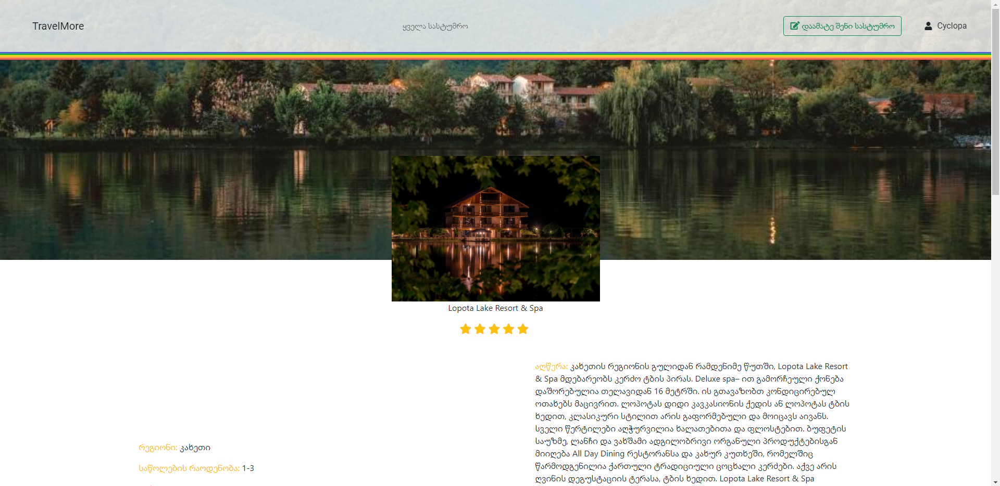 TravelMore
ყველა სასტუმრო
დაამატე შენი სასტუმრო
Cyclopa
Lopota Lake Resort & Spa
აღწერა: კახეთის რეგიონის გულიდან რამდენიმე წუთში, Lopota Lake Resort
& Spa მდებარეობს კერძო ტბის პირას. Deluxe spa– ით გამორჩეული ქონება
დაშორებულია თელავიდან 16 მეტრში. ის გთავაზობთ კონდიცირებულ
ოთახებს მაცივრით. ლოპოტას დიდი კავკასიონის ქედის ან ლოპოტას ტბის
ხედით, კლასიკური სტილით არის გაფორმებული და მოიცავს აივანს.
სველი წერტილები აღჭურვილია ხალათებითა და ფლოსტებით. ბუფეტის
საუზმე, ლანჩი და ვახშამი ადგილობრივი ორგანული პროდუქტებისგან
მიიღება All Day Dining რესტორანსა და კახურ კუთხეში, რომელშიც
წარმოდგენილია ქართული ტრადიციული ცოცხალი კერძები. აქვე არის
ღვინის დეგუსტაციის ტერასა, ტბის ხედით. Lopota Lake Resort & Spa
რეგიონი: კახეთი
საწოლების რაოდენობა: 1-3